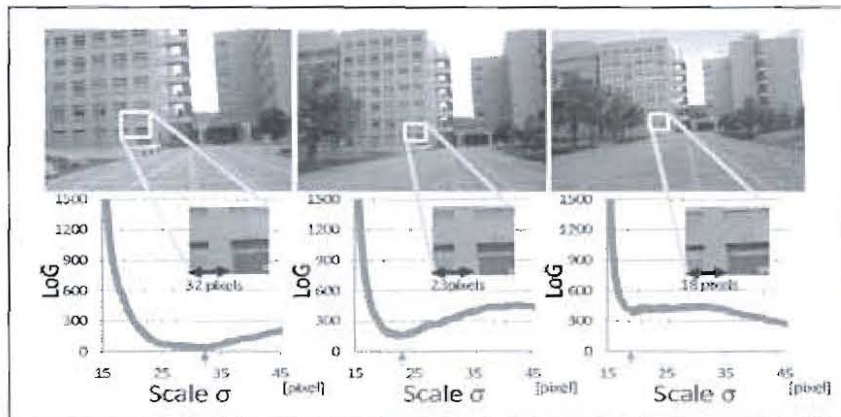 1500 1500 1500
1200 1200 1200
900 900 900
600 600 600
300 300 300
0 0 0
LoG LoG LoG
32 pixels 23pixels 18 pixels
15 25 35 45 15 25 35 45 15 25 35 45
Scale σ [pixel] Scale σ [pixel] Scale σ [pixel]